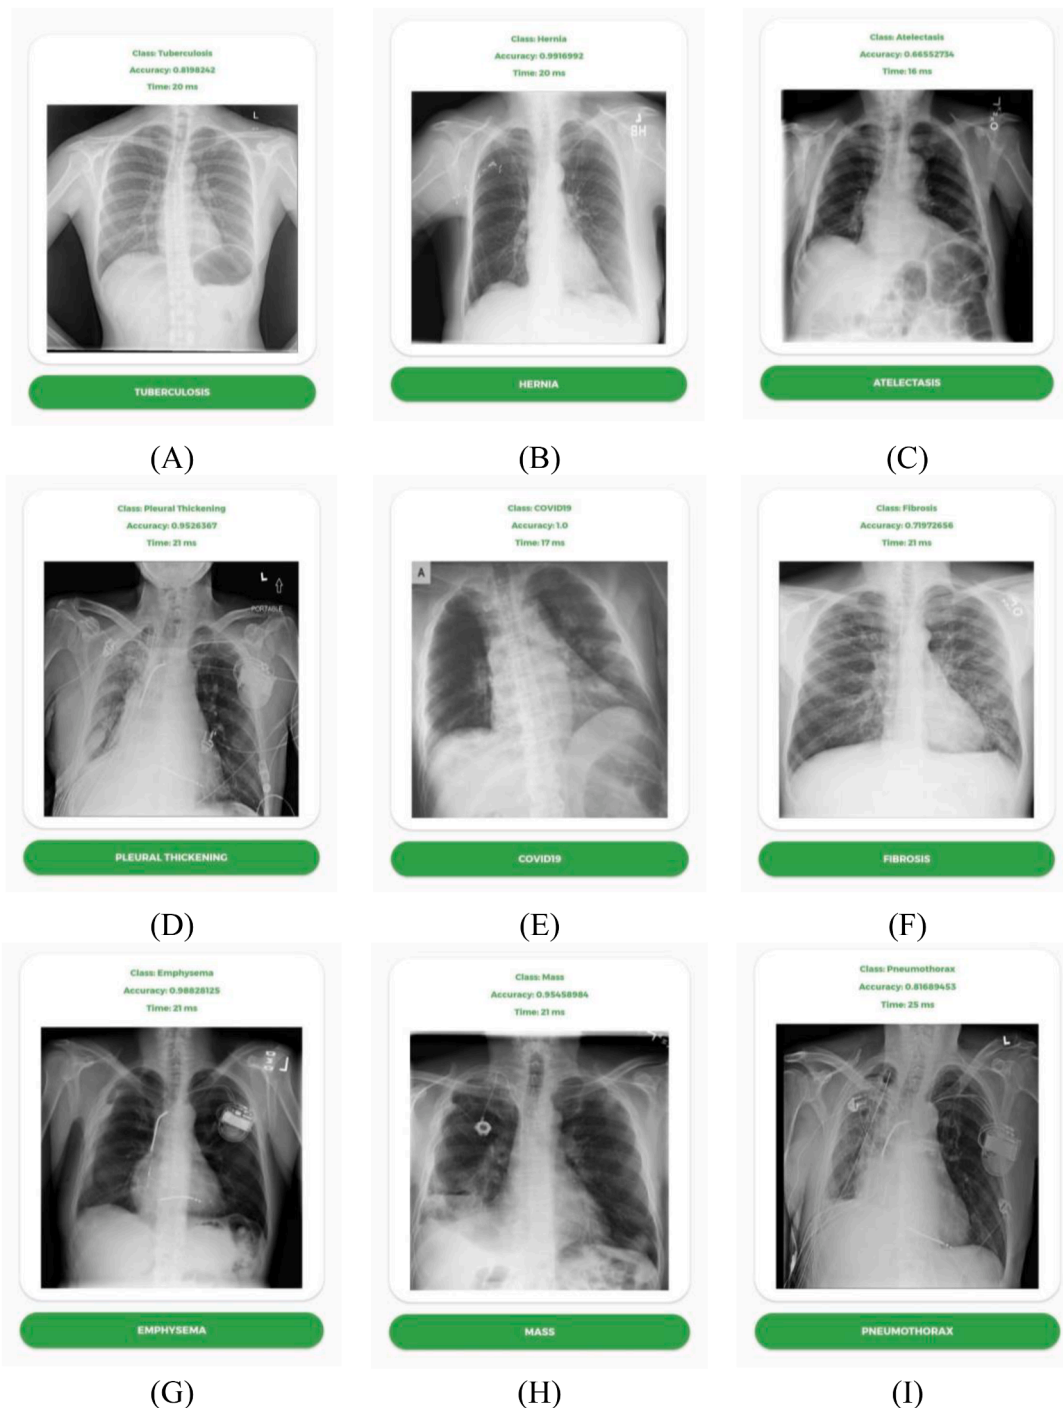 Class: Tuberculosis
Accuracy: 0.8198242
Time: 20 ms
L
TUBERCULOSIS
(A)
Class: Hernia
Accuracy: 0.9916992
Time: 20 ms
L
HB
HERNIA
(B)
Class: Atelectasis
Accuracy: 0.66552734
Time: 16 ms
L
ATELECTASIS
(C)
Class: Pleural Thickening
Accuracy: 0.9526367
Time: 21 ms
L
PORTABLE
PLEURAL THICKENING
(D)
Class: COVID19
Accuracy: 1.0
Time: 17 ms
A
COVID19
(E)
Class: Fibrosis
Accuracy: 0.71972656
Time: 21 ms
FIBROSIS
(F)
Class: Emphysema
Accuracy: 0.98828125
Time: 21 ms
L
EMPHYSEMA
(G)
Class: Mass
Accuracy: 0.95458984
Time: 21 ms
MASS
(H)
Class: Pneumothorax
Accuracy: 0.81689453
Time: 25 ms
L
PNEUMOTHORAX
(I)